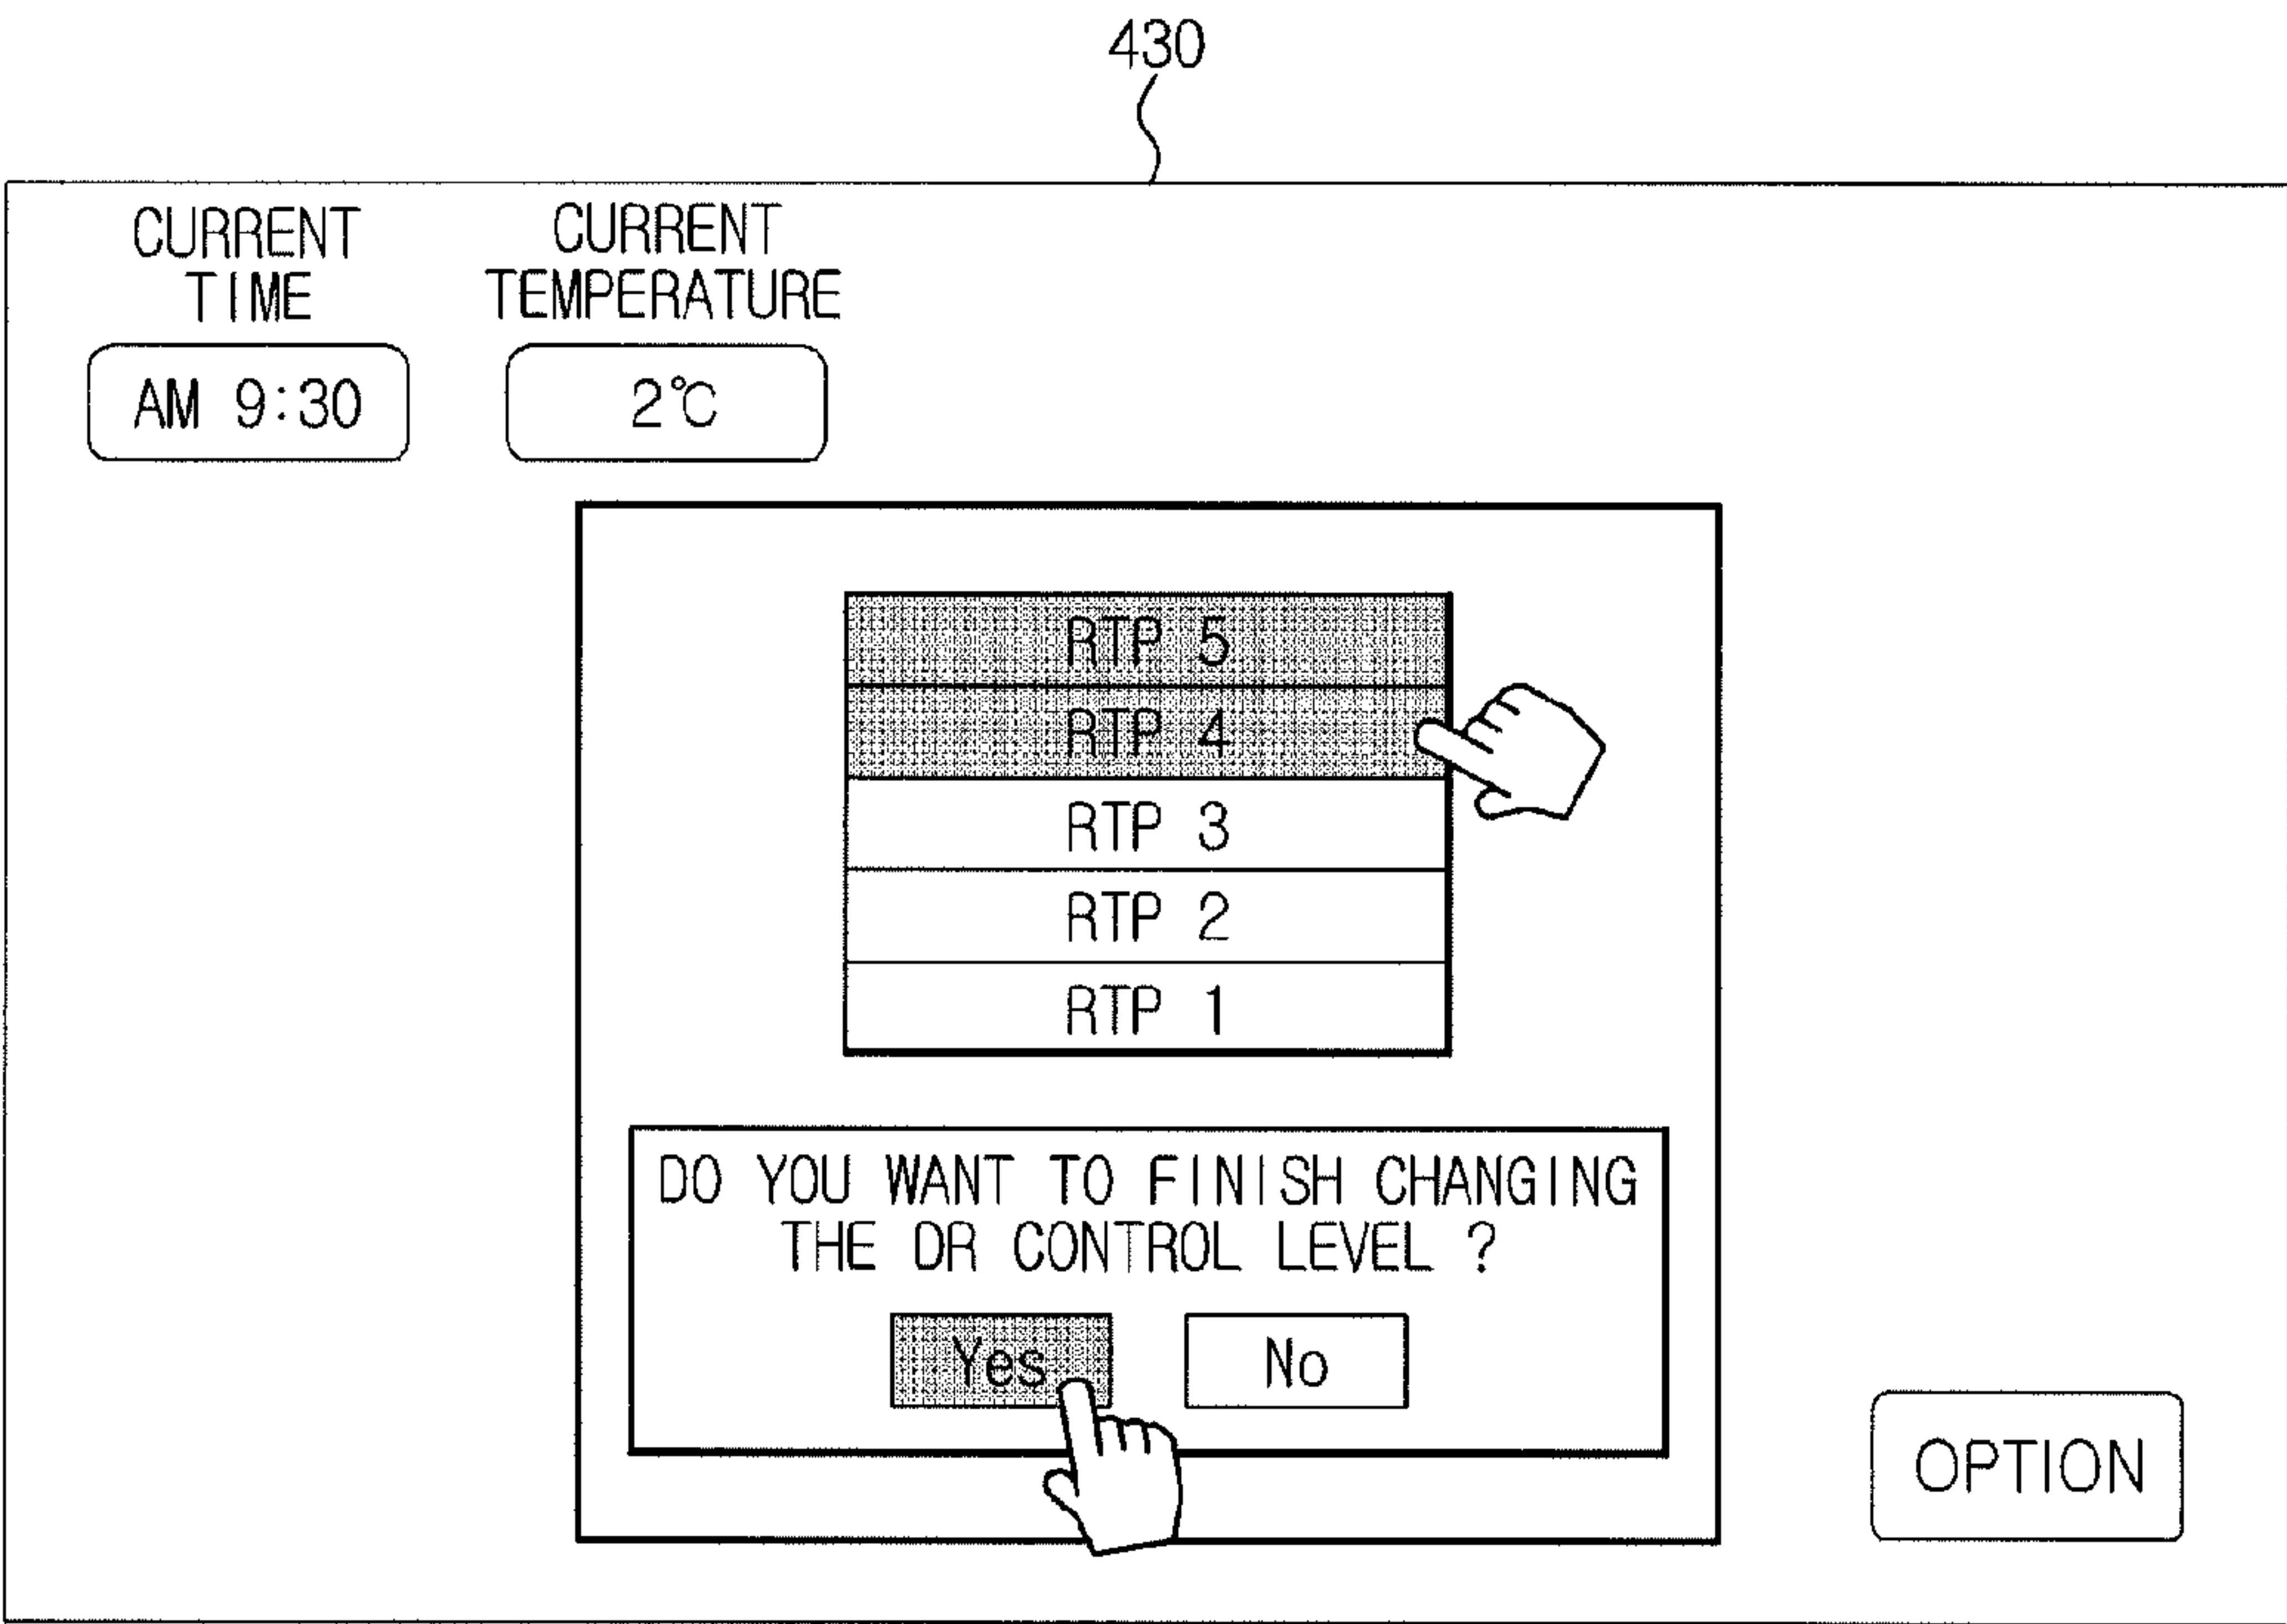 430
CURRENT
TIME
CURRENT
TEMPERATURE
AM 9:30
2℃
RTP 5
RTP 4
RTP 3
RTP 2
RTP 1
DO YOU WANT TO FINISH CHANGING
THE DR CONTROL LEVEL ?
Yes
No
OPTION